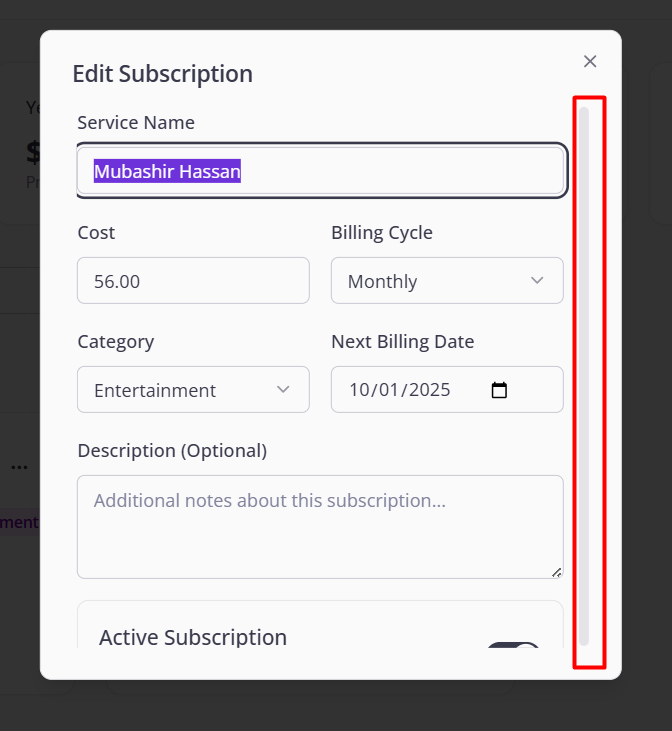 Edit Subscription
Service Name
Mubashir Hassan
Cost
Billing Cycle
56.00
Monthly
Category
Next Billing Date
Entertainment
10/01/2025
Description (Optional)
Additional notes about this subscription...
Active Subscription
Ye
$
Pr
...
ment